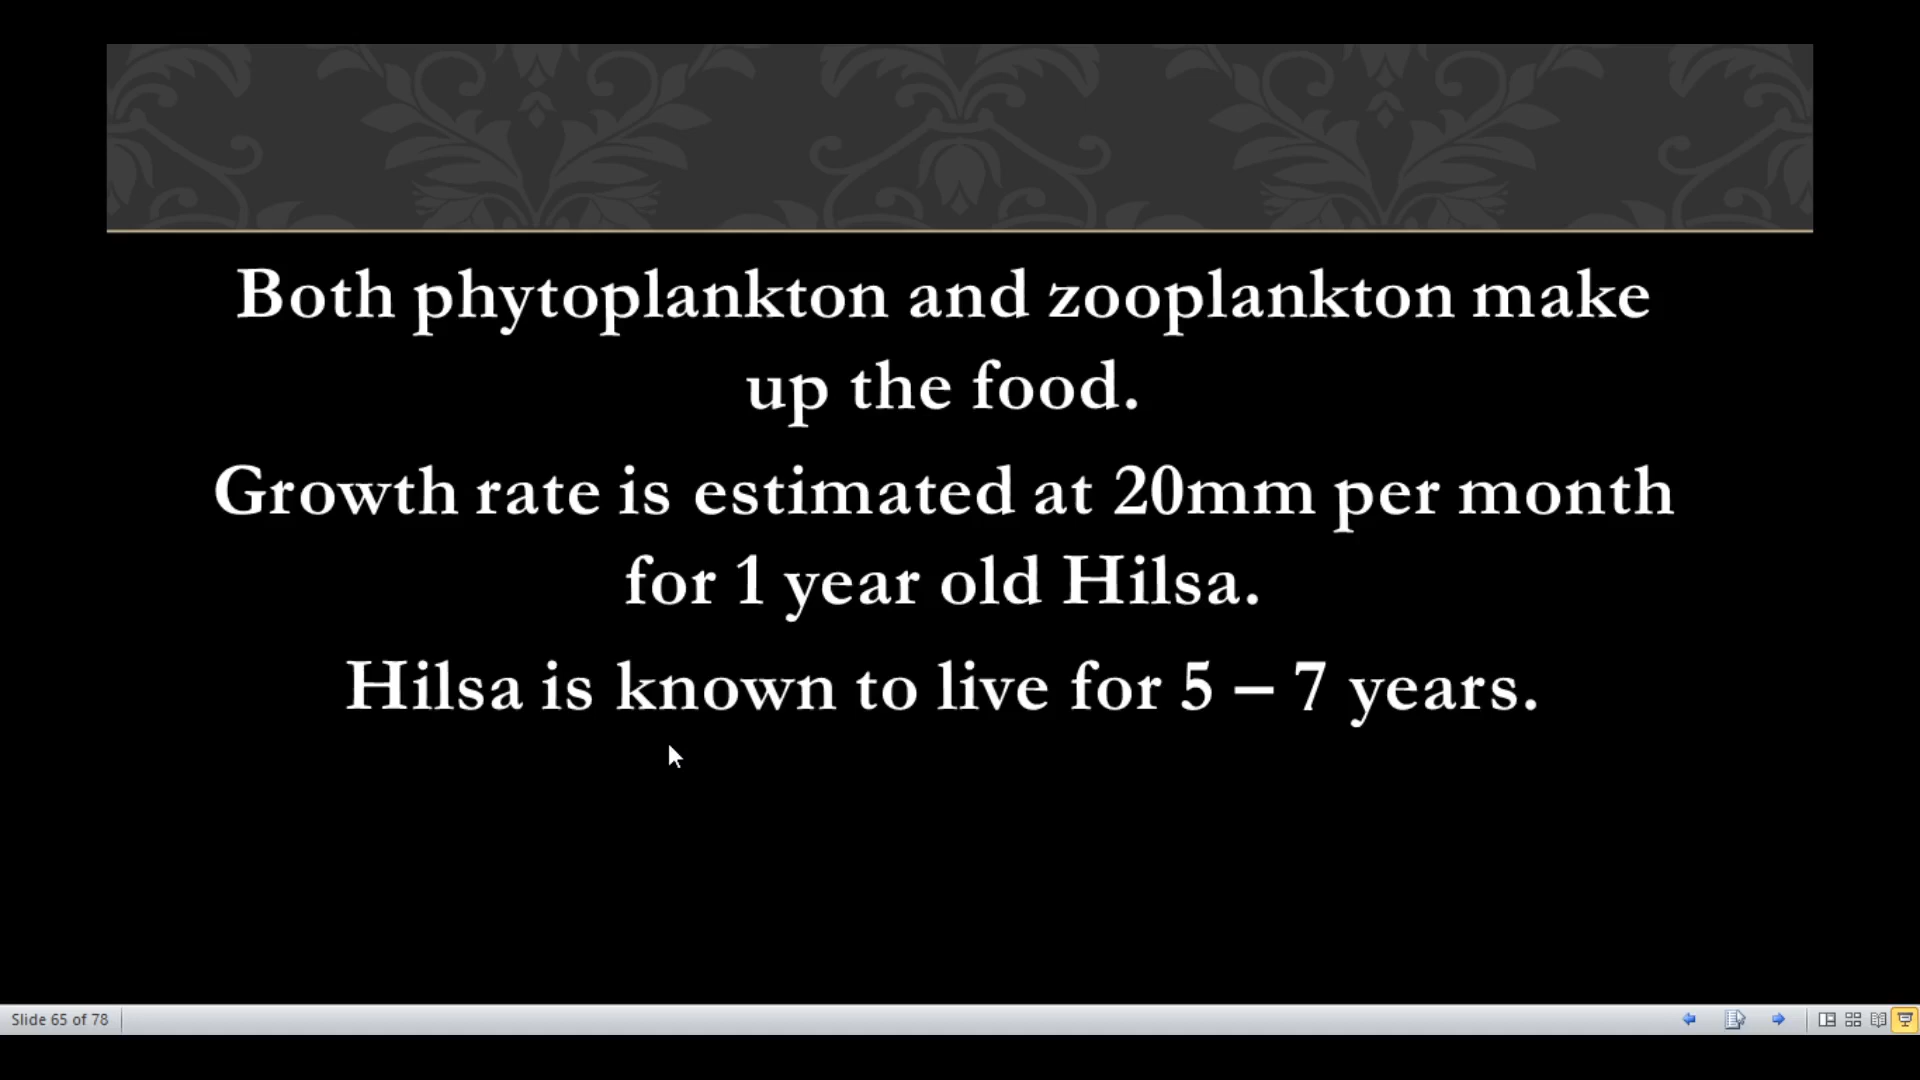 Both phytoplankton and zooplankton make
up the food.
Growth rate is estimated at 20mm per month
for 1 year old Hilsa.
Hilsa is known to live for 5 – 7 years.
Slide 65 of 78